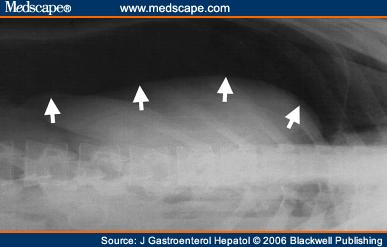 Medscape® www.medscape.com
Source: J Gastroenterol Hepatol © 2006 Blackwell Publishing